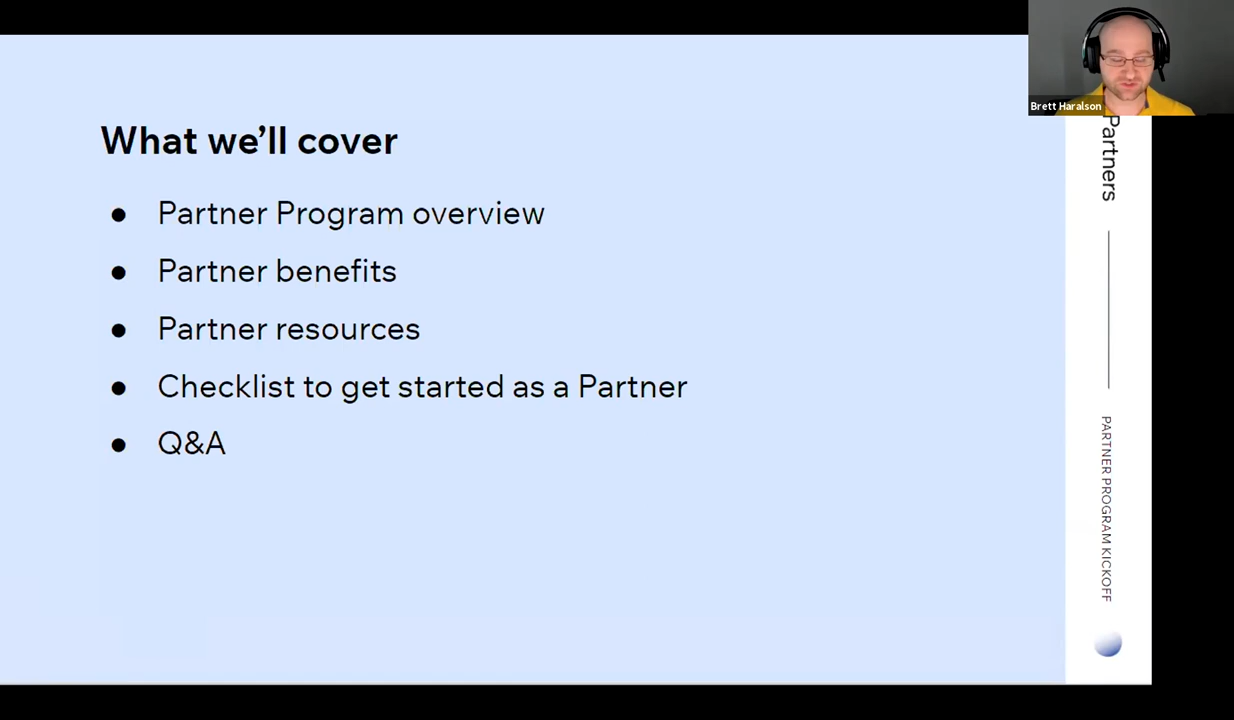 What we'll cover
● Partner Program overview
● Partner benefits
● Partner resources
● Checklist to get started as a Partner
● Q&A
Brett Haralson
Partners
PARTNER PROGRAM KICKOFF